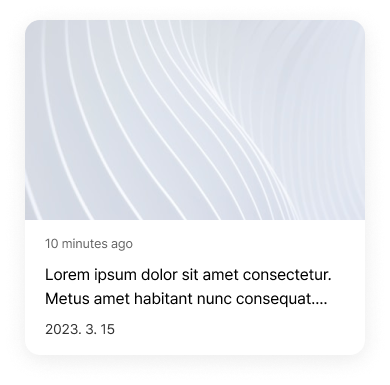 10 minutes ago
Lorem ipsum dolor sit amet consectetur.
Metus amet habitant nunc consequat....
2023. 3. 15